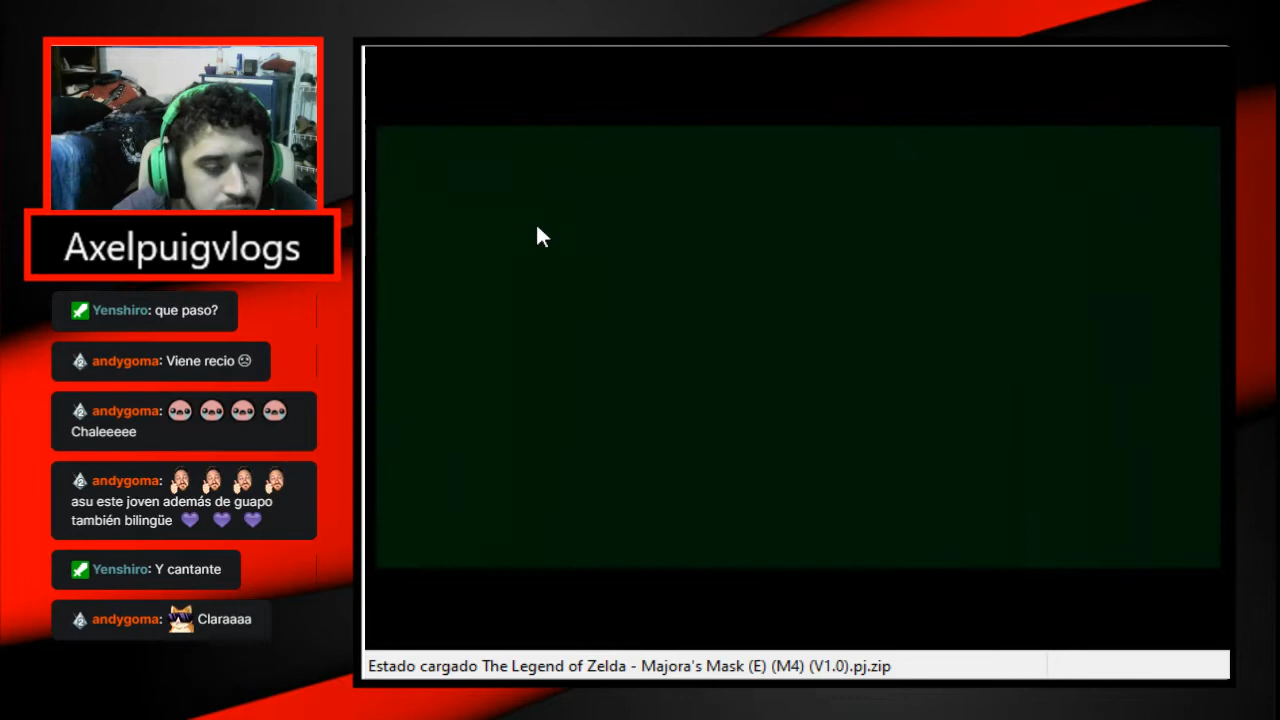 Axelpuigvlogs
Yenshiro: que paso?
andygoma: Viene recio ☹
andygoma:
Chaleeeee
andygoma:
asu este joven además de guapo
también bilingüe 💜 💜 💜
Yenshiro: Y cantante
andygoma: Claraaaa
Estado cargado The Legend of Zelda - Majora's Mask (E) (M4) (V1.0).pj.zip